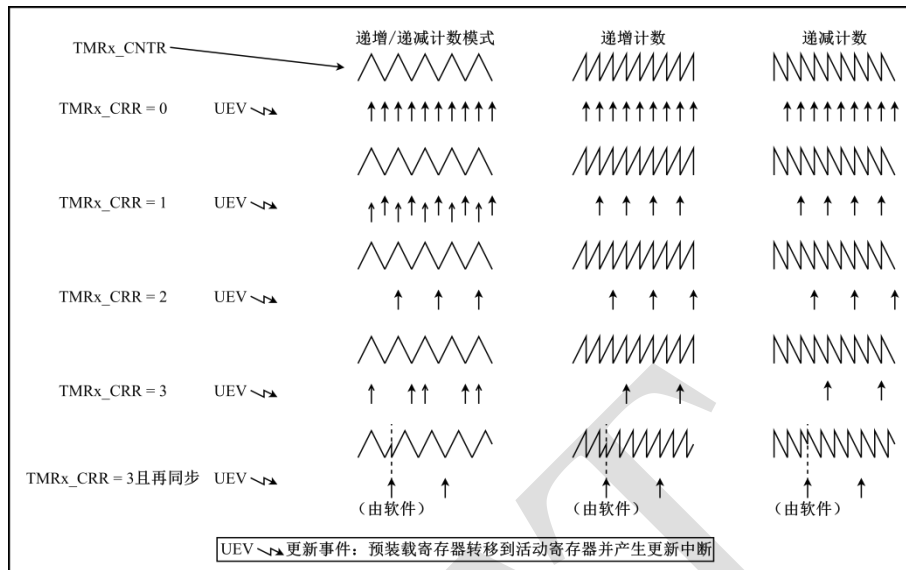 递增/递减计数模式 递增计数 递减计数
TMRx_CNTR
TMRx_CRR = 0 UEV
TMRx_CRR = 1 UEV
TMRx_CRR = 2 UEV
TMRx_CRR = 3 UEV
TMRx_CRR = 3且再同步 UEV
（由软件） （由软件） （由软件）
UEV 更新事件：预装载寄存器转移到活动寄存器并产生更新中断